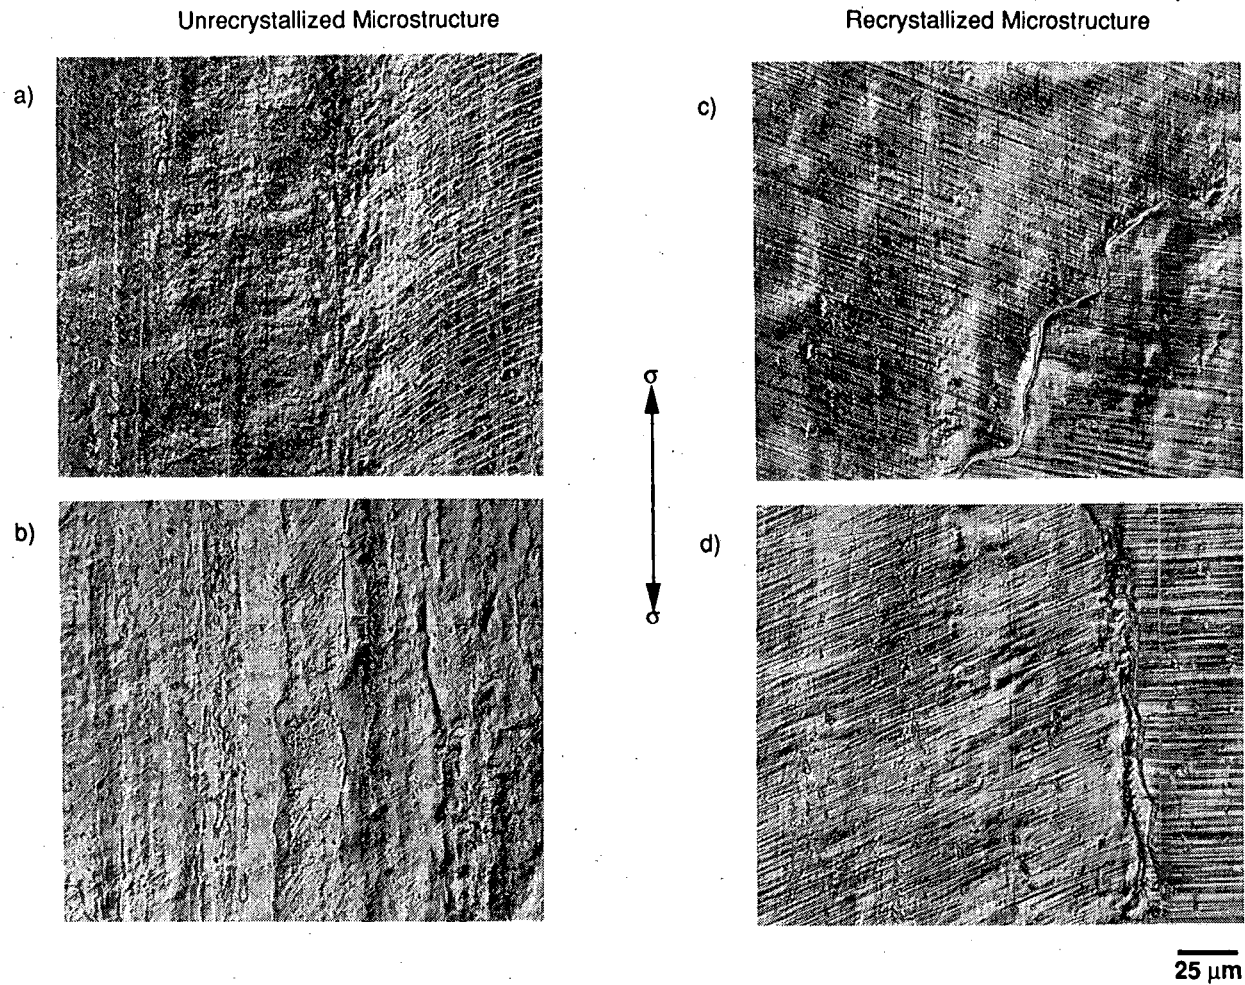 Unrecrystallized Microstructure
Recrystallized Microstructure
a)
c)
σ
σ
b)
d)
25 μm